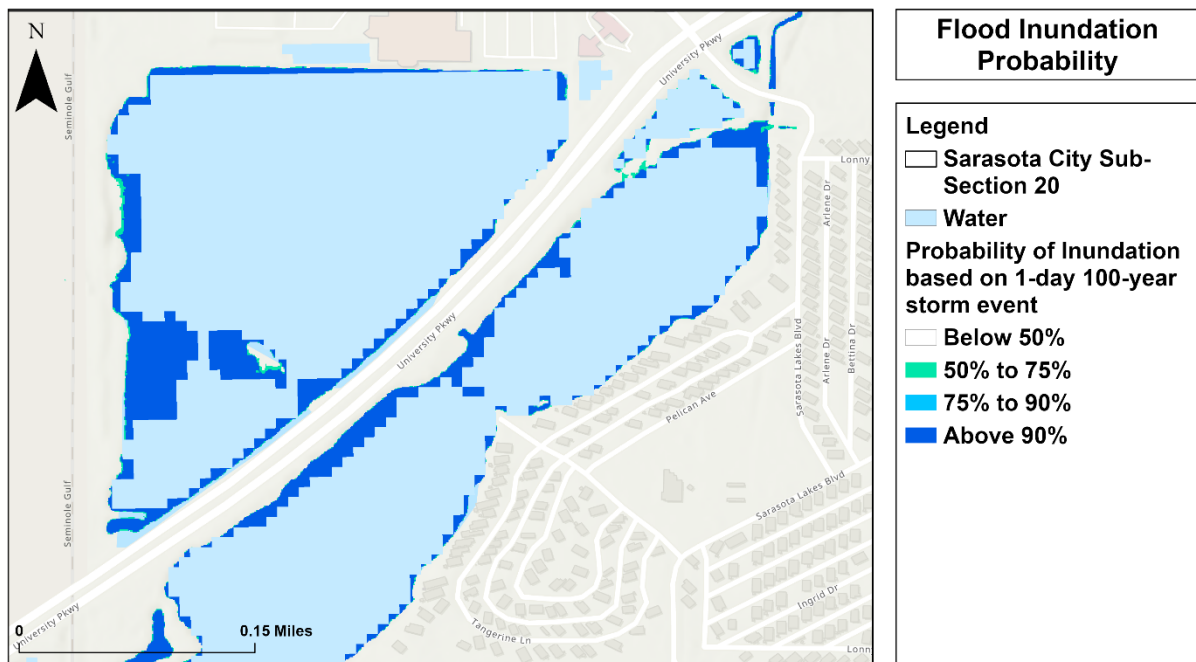 N
Seminole Gulf
University Pkwy
Lonny
Arlene Dr
University Pkwy
Sarasota Lakes Blvd
Arlene Dr
Bettina Dr
Pelican Ave
Seminole Gulf
Sarasota Lakes Blvd
Ingrid Dr
University Pkwy
Tangerine Ln
Lonny
0
0.15 Miles
Flood Inundation
Probability
Legend
Sarasota City Sub-
Section 20
Water
Probability of Inundation
based on 1-day 100-year
storm event
Below 50%
50% to 75%
75% to 90%
Above 90%